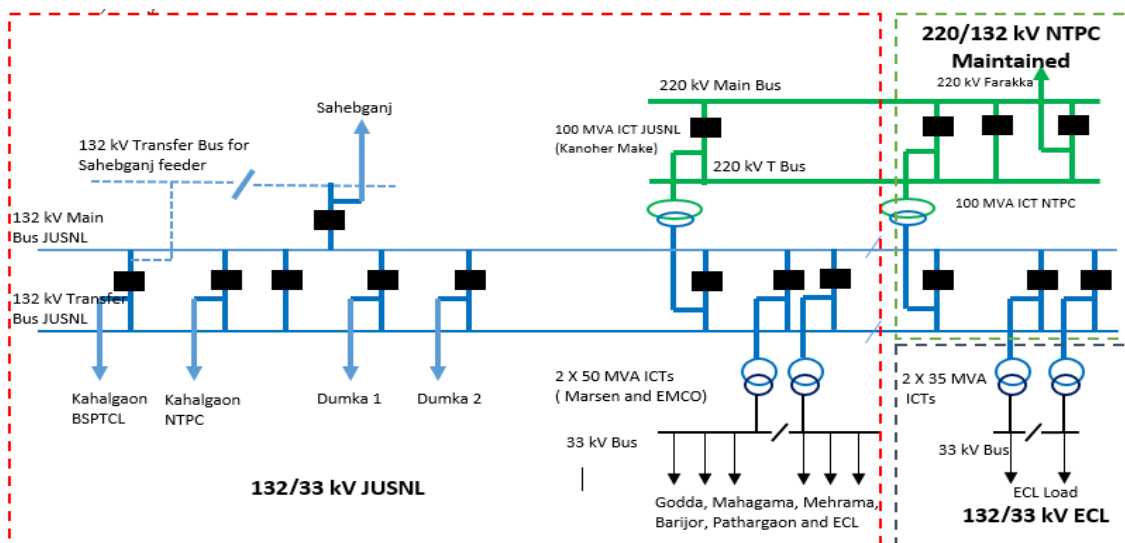 220/132 kV NTPC
Maintained
220 kV Farakka
220 kV Main Bus
Sahebganj
100 MVA ICT JUSNL
(Kanoher Make)
132 kV Transfer Bus for
Sahebganj feeder
220 kV T Bus
100 MVA ICT NTPC
132 kV Main
Bus JUSNL
132 kV Transfer
Bus JUSNL
2 X 50 MVA ICTs
( Marsen and EMCO)
2 X 35 MVA
ICTs
Kahalgaon
BSPTCL
Kahalgaon
NTPC
Dumka 1
Dumka 2
33 kV Bus
33 kV Bus
132/33 kV JUSNL
Godda, Mahagama, Mehrama,
Barijor, Pathargaon and ECL
ECL Load
132/33 kV ECL